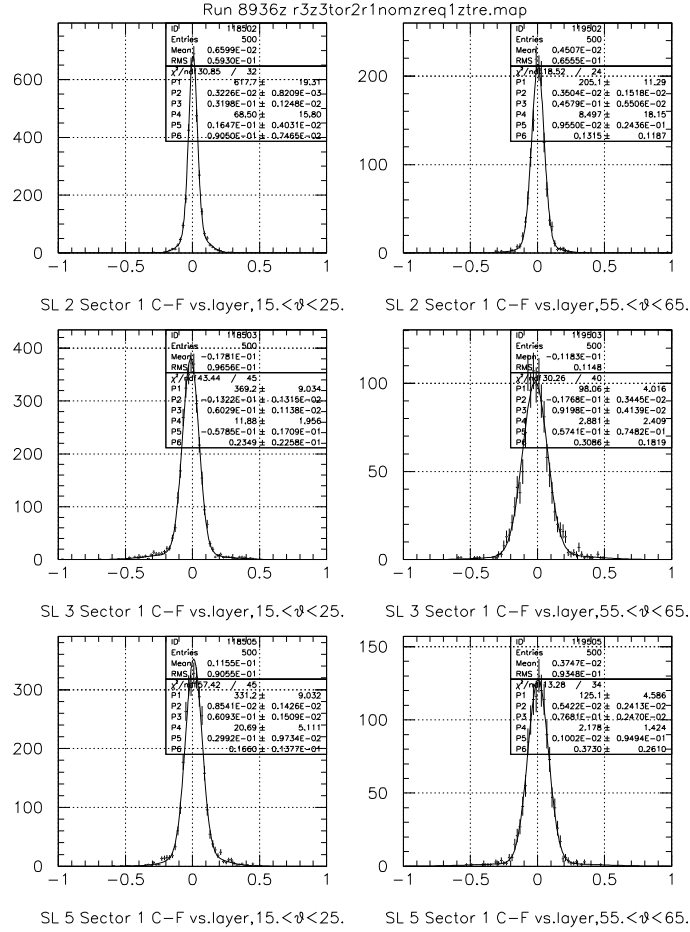 Run 8936z r3z3tor2r1nomzreq1ztre.map
ID 118502
Entries 500
Mean 0.6599E-02
RMS 0.5930E-01
χ²/nd 30.85 / 32
P1 617.7 ± 19.31
P2 0.3226E-02 ± 0.8209E-03
P3 0.3198E-01 ± 0.1248E-02
P4 68.50 ± 15.80
P5 0.1647E-01 ± 0.4031E-02
P6 0.9050E-01 ± 0.7465E-02
600
400
200
0
-1 -0.5 0 0.5 1
SL 2 Sector 1 C-F vs.layer,15.<ϑ<25.
ID 119502
Entries 500
Mean 0.4507E-02
RMS 0.6555E-01
χ²/nd 18.52 / 24
P1 205.1 ± 11.29
P2 0.3504E-02 ± 0.1518E-02
P3 0.4579E-01 ± 0.5506E-02
P4 8.497 ± 18.15
P5 0.9550E-02 ± 0.2436E-01
P6 0.1315 ± 0.1187
200
100
0
-1 -0.5 0 0.5 1
SL 2 Sector 1 C-F vs.layer,55.<ϑ<65.
ID 118503
Entries 500
Mean -0.1781E-01
RMS 0.9656E-01
χ²/nd 43.44 / 45
P1 369.2 ± 9.034
P2 -0.1322E-01 ± 0.1315E-02
P3 0.6029E-01 ± 0.1138E-02
P4 11.88 ± 1.956
P5 -0.5785E-01 ± 0.1709E-01
P6 0.2349 ± 0.2258E-01
400
300
200
100
0
-1 -0.5 0 0.5 1
SL 3 Sector 1 C-F vs.layer,15.<ϑ<25.
ID 119503
Entries 500
Mean -0.1183E-01
RMS 0.1148
χ²/nd 30.26 / 40
P1 98.06 ± 4.016
P2 -0.1768E-01 ± 0.3445E-02
P3 0.9198E-01 ± 0.4139E-02
P4 2.881 ± 2.409
P5 0.5741E-01 ± 0.7482E-01
P6 0.3086 ± 0.1819
100
50
0
-1 -0.5 0 0.5 1
SL 3 Sector 1 C-F vs.layer,55.<ϑ<65.
ID 118505
Entries 500
Mean 0.1155E-01
RMS 0.9055E-01
χ²/nd 57.42 / 45
P1 331.2 ± 9.032
P2 0.8541E-02 ± 0.1426E-02
P3 0.6093E-01 ± 0.1509E-02
P4 20.69 ± 5.111
P5 0.2992E-01 ± 0.9734E-02
P6 0.1660 ± 0.1377E-01
300
200
100
0
-1 -0.5 0 0.5 1
SL 5 Sector 1 C-F vs.layer,15.<ϑ<25.
ID 119505
Entries 500
Mean 0.3747E-02
RMS 0.9348E-01
χ²/nd 13.28 / 34
P1 125.1 ± 4.586
P2 0.5422E-02 ± 0.2413E-02
P3 0.7681E-01 ± 0.2470E-02
P4 2.178 ± 1.424
P5 0.1002E-02 ± 0.9494E-01
P6 0.3730 ± 0.2610
150
100
50
0
-1 -0.5 0 0.5 1
SL 5 Sector 1 C-F vs.layer,55.<ϑ<65.